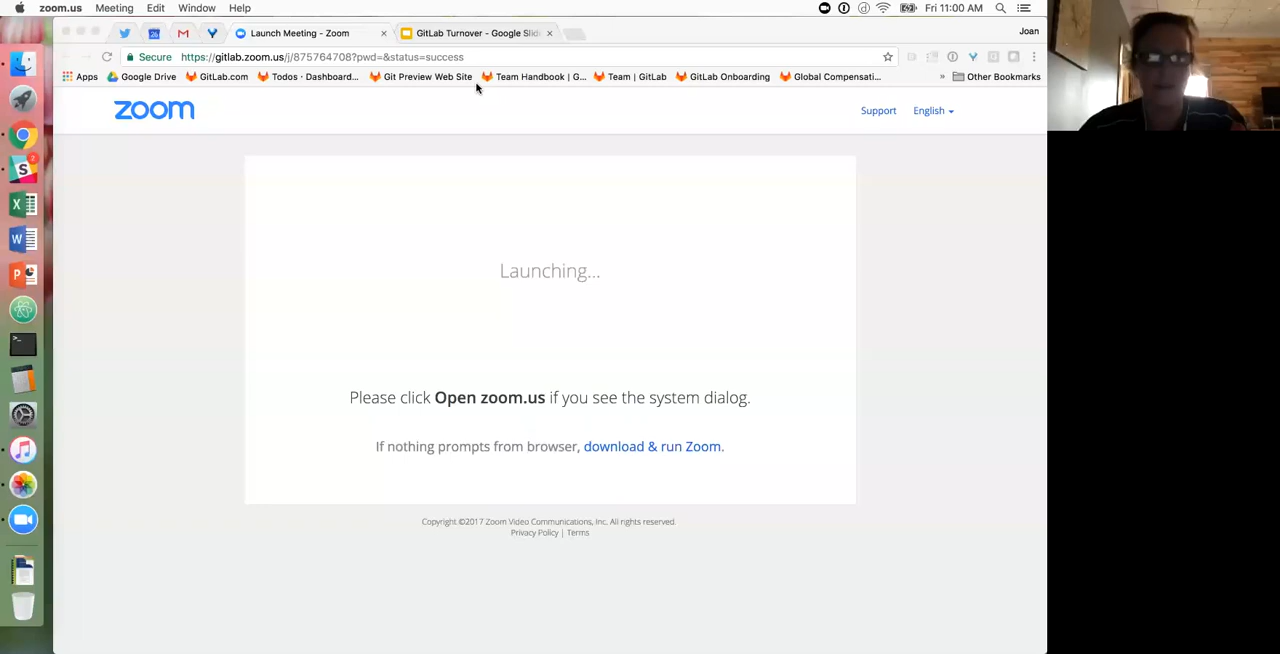 zoom.us Meeting Edit Window Help Fri 11:00 AM
26 Launch Meeting - Zoom GitLab Turnover - Google Slid Joan
Secure https://gitlab.zoom.us/j/875764708?pwd=&status=success
Apps Google Drive GitLab.com Todos · Dashboard... Git Preview Web Site Team Handbook | G... Team | GitLab GitLab Onboarding Global Compensati... » Other Bookmarks
zoom Support English
Launching...
Please click Open zoom.us if you see the system dialog.
If nothing prompts from browser, download & run Zoom.
Copyright ©2017 Zoom Video Communications, Inc. All rights reserved.
Privacy Policy | Terms
2
S
X
W
P